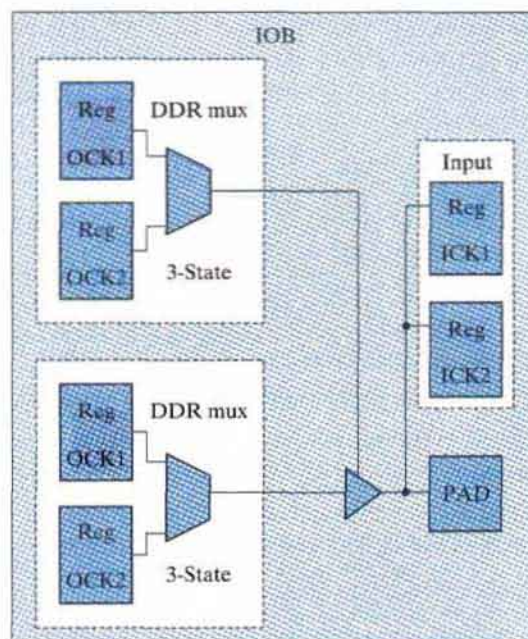 IOB
Reg
OCK1
DDR mux
Reg
OCK2
3-State
Input
Reg
ICK1
Reg
ICK2
Reg
OCK1
DDR mux
Reg
OCK2
3-State
PAD